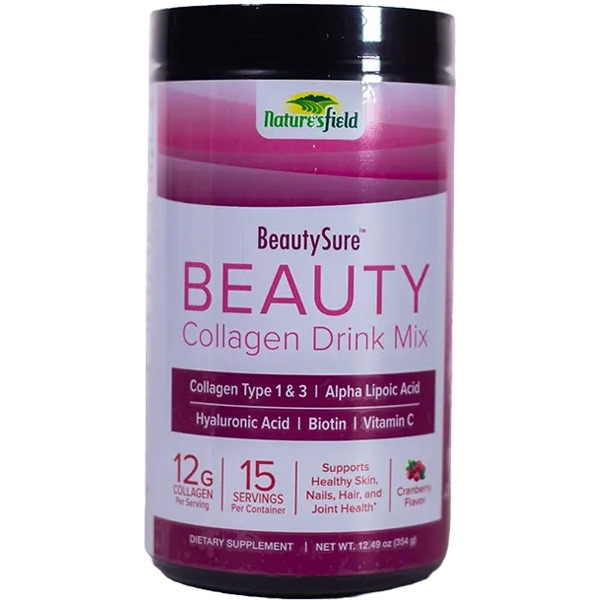 Nature's field
BeautySure™
BEAUTY
Collagen Drink Mix
Collagen Type 1 & 3 | Alpha Lipoic Acid
Hyaluronic Acid | Biotin | Vitamin C
12G
COLLAGEN
Per Serving
15
SERVINGS
Per Container
Supports
Healthy Skin,
Nails, Hair, and
Joint Health*
Cranberry
Flavor
DIETARY SUPPLEMENT | NET WT. 12.49 oz (354 g)